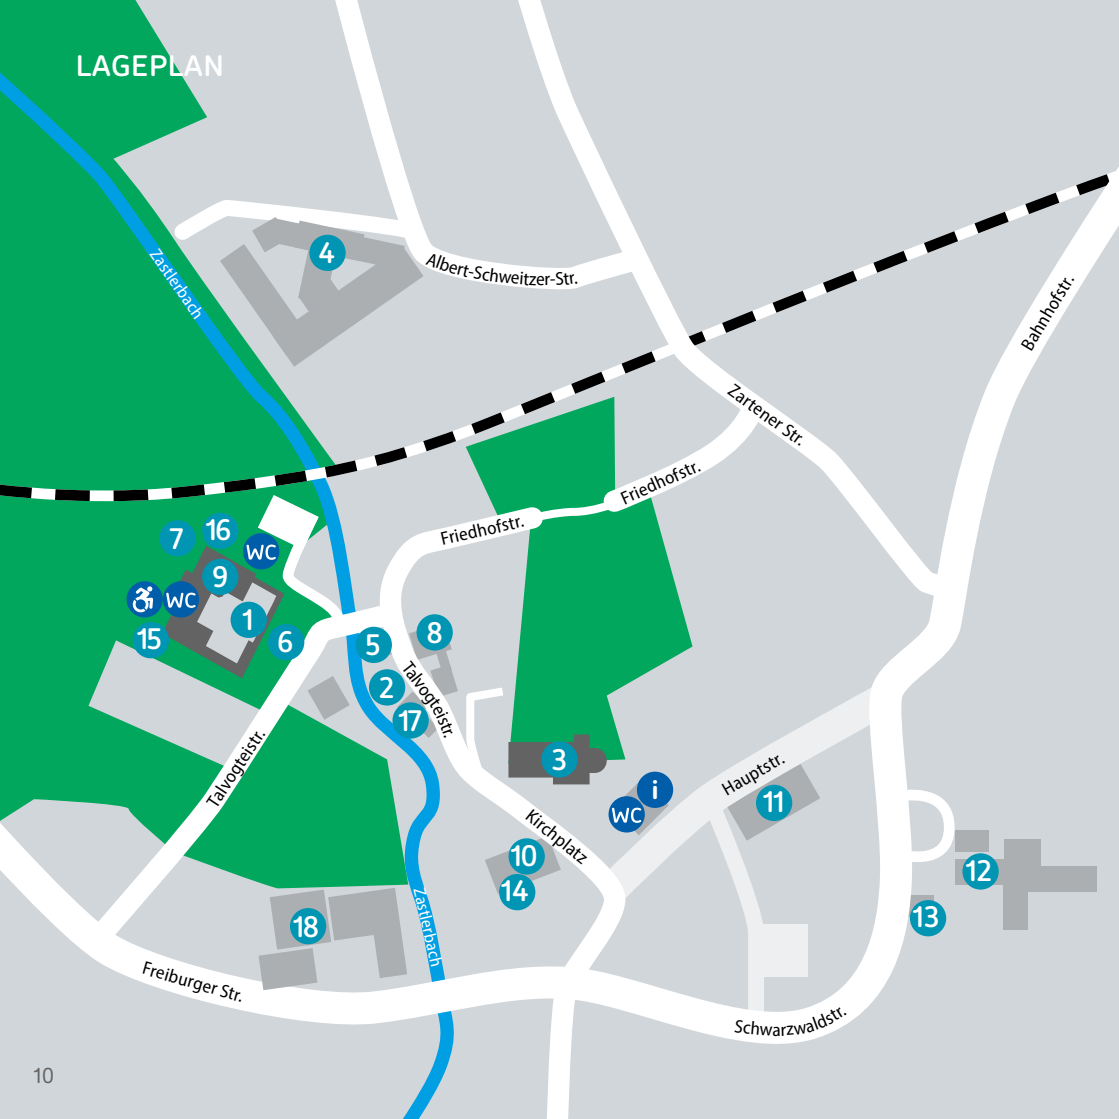 LAGEPLAN
4
Albert-Schweitzer-Str.
Zastlerbach
Bahnhofstr.
Zartener Str.
Friedhofstr.
Friedhofstr.
16
7
WC
9
WC
1
15
6
8
5
2
17
Talvogteistr.
Talvogteistr.
3
i
WC
Hauptstr.
11
Kirchplatz
10
14
12
13
18
Zastlerbach
Freiburger Str.
Schwarzwaldstr.
10